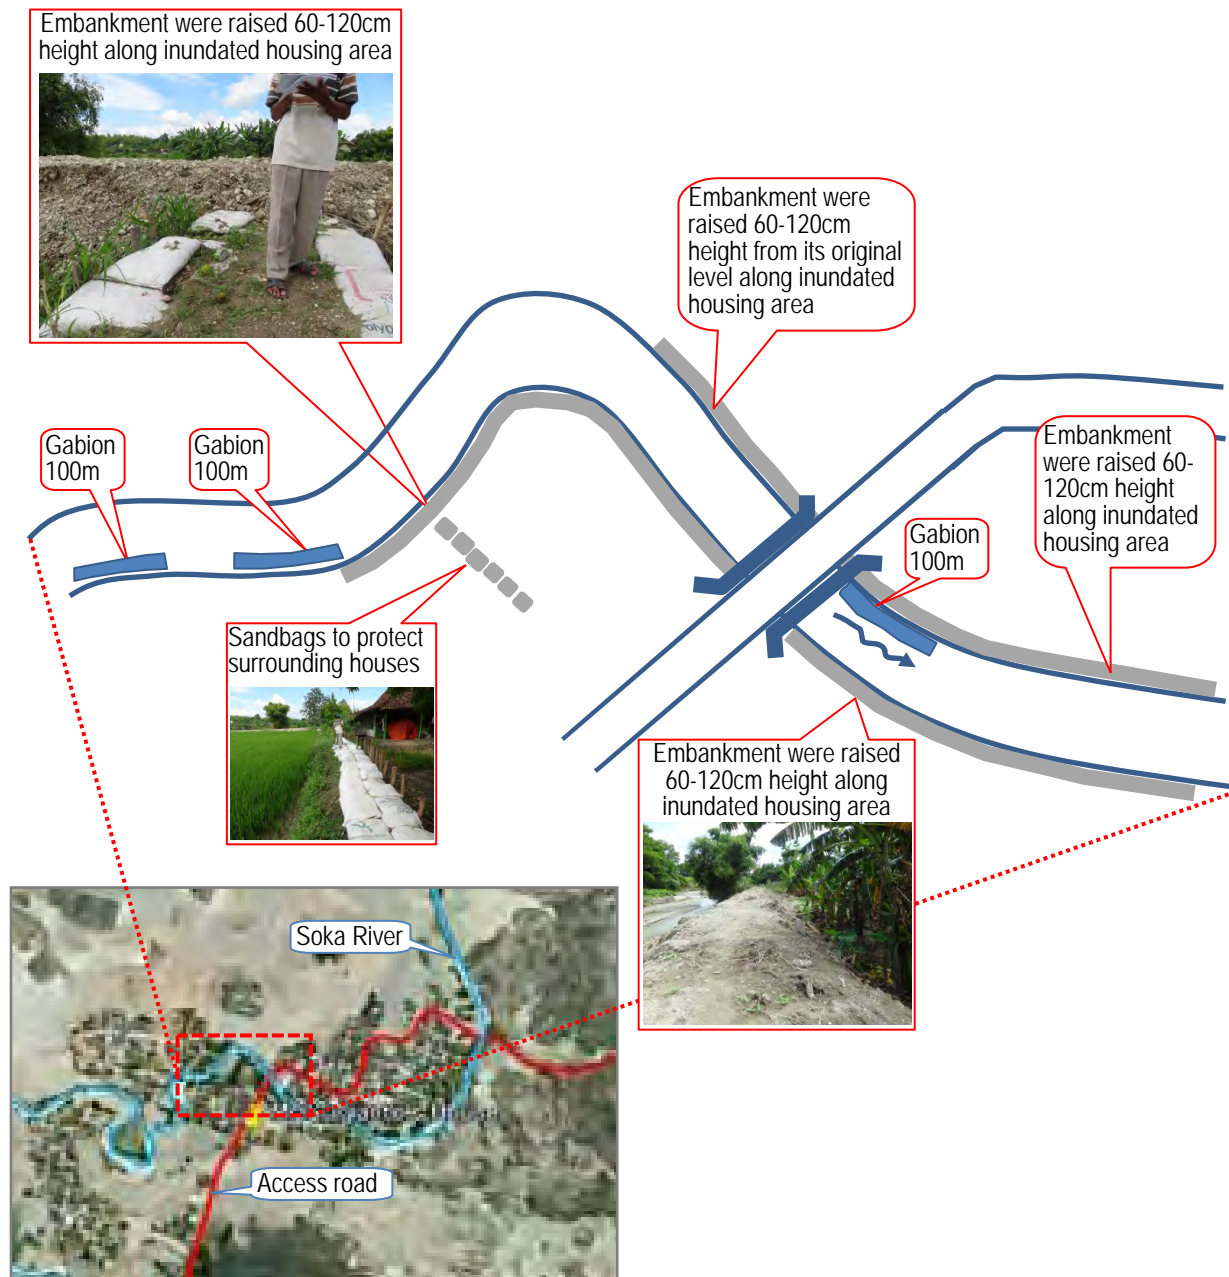 Embankment were raised 60-120cm
height along inundated housing area
Embankment were
raised 60-120cm
height from its original
level along inundated
housing area
Gabion
100m
Gabion
100m
Embankment
were raised 60-
120cm height
along inundated
housing area
Gabion
100m
Sandbags to protect
surrounding houses
Embankment were raised
60-120cm height along
inundated housing area
Soka River
Access road